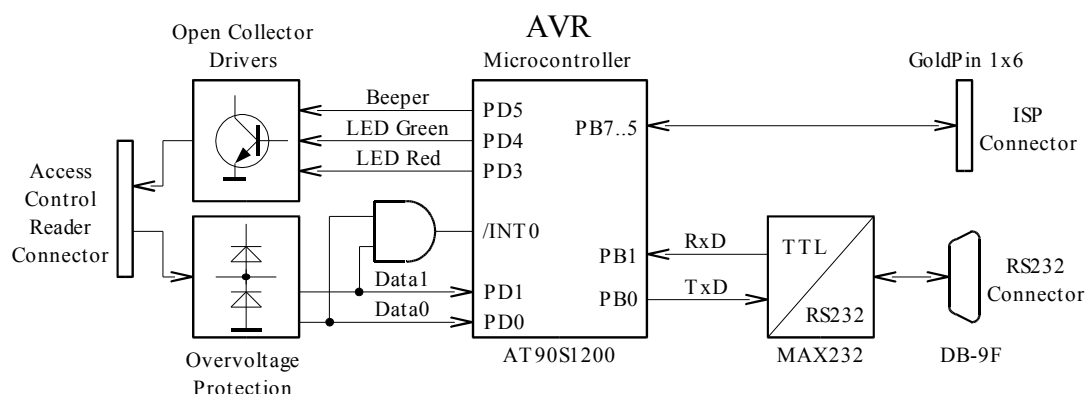 AVR
Microcontroller
Open Collector
Drivers
GoldPin 1x6
Beeper
PD5
LED Green
PD4
LED Red
PD3
PB7..5
ISP
Connector
Access
Control
Reader
Connector
/INT0
Data1
PD1
Data0
PD0
PB1
RxD
PB0
TxD
TTL
RS232
RS232
Connector
Overvoltage
Protection
AT90S1200
MAX232
DB-9F